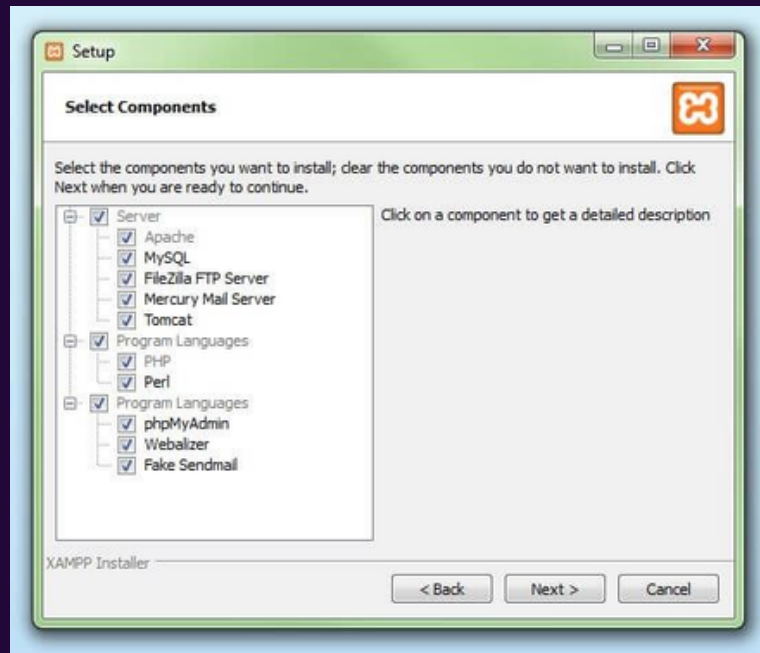 Setup
Select Components
Select the components you want to install; clear the components you do not want to install. Click
Next when you are ready to continue.
Server
Apache
MySQL
FileZilla FTP Server
Mercury Mail Server
Tomcat
Program Languages
PHP
Perl
Program Languages
phpMyAdmin
Webalizer
Fake Sendmail
Click on a component to get a detailed description
XAMPP Installer
< Back
Next >
Cancel